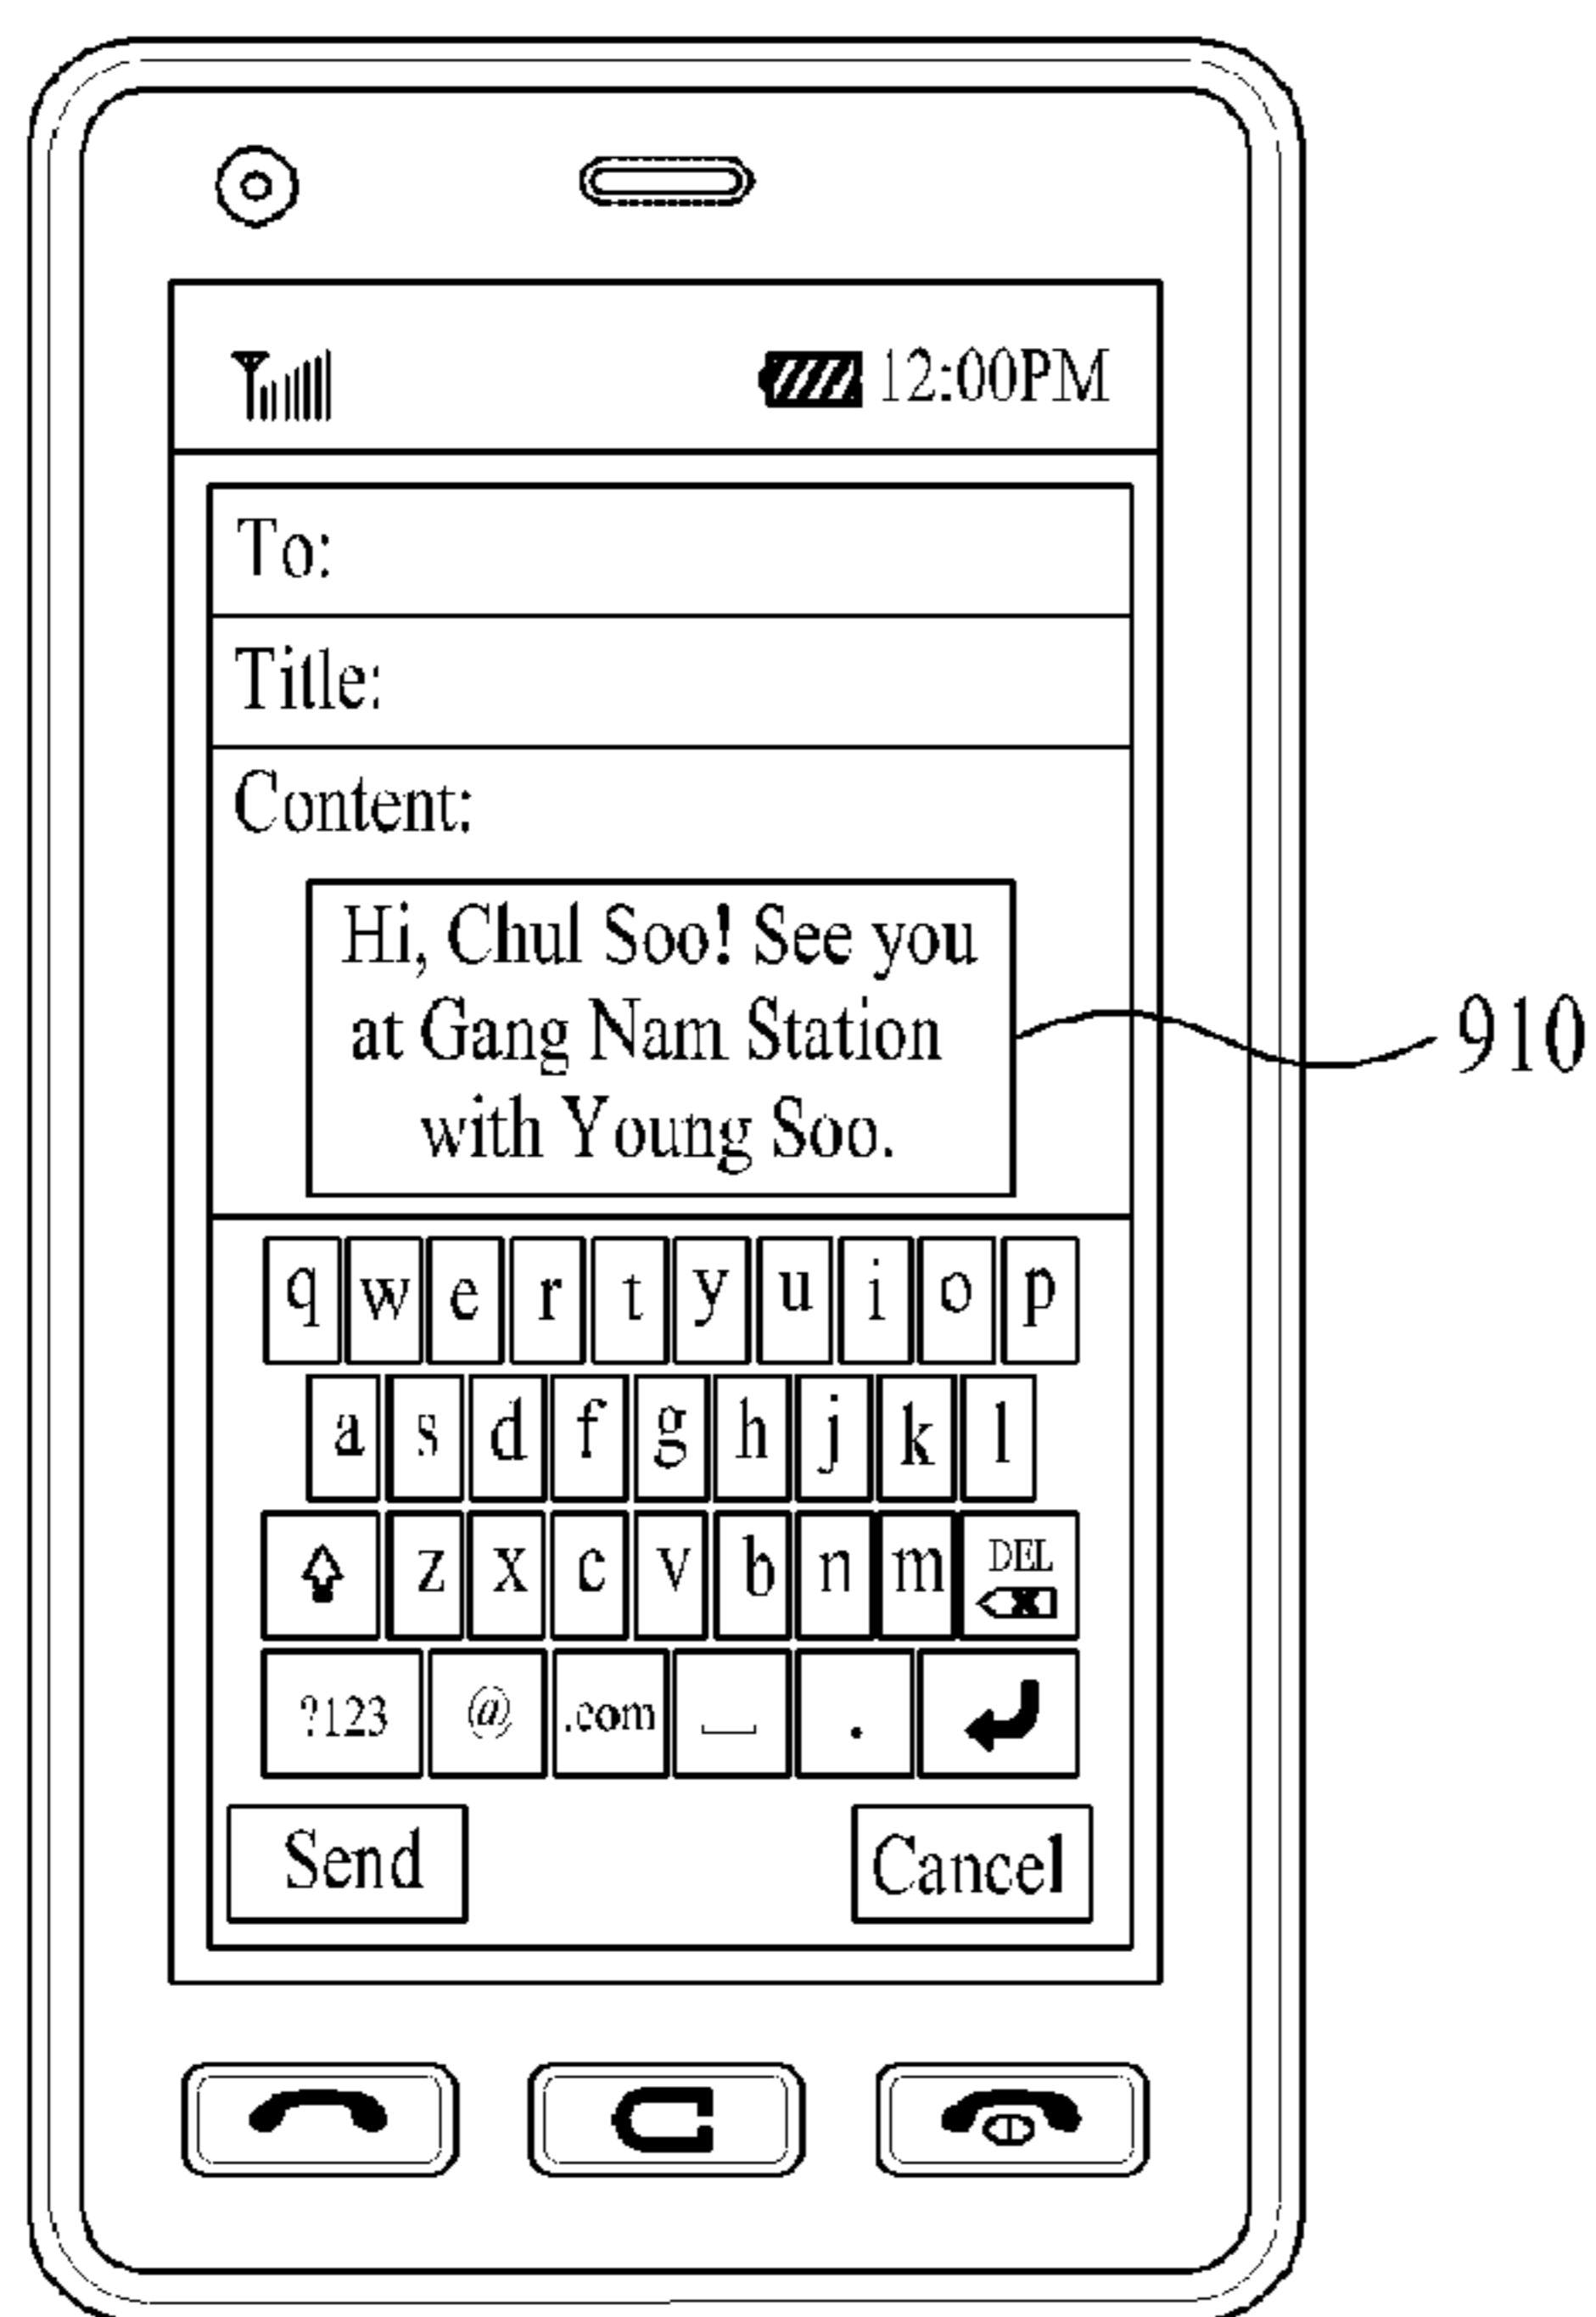 12:00PM
To:
Title:
Content:
Hi, Chul Soo! See you
at Gang Nam Station
with Young Soo.
910
q w e r t y u i o p
a s d f g h j k l
z x c v b n m DEL
?123 @ .com .
Send Cancel